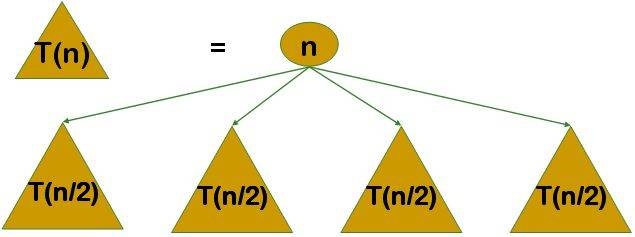 T(n) = n
T(n/2) T(n/2) T(n/2) T(n/2)